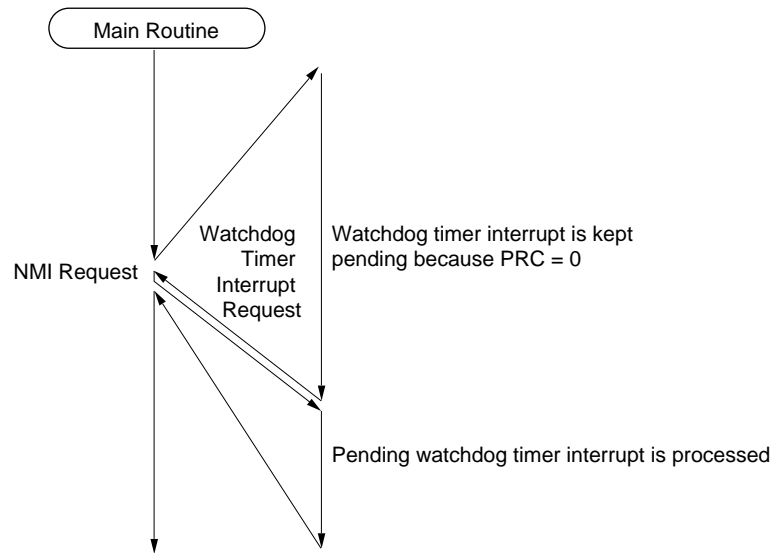 Main Routine
NMI Request
Watchdog
Timer
Interrupt
Request
Watchdog timer interrupt is kept
pending because PRC = 0
Pending watchdog timer interrupt is processed